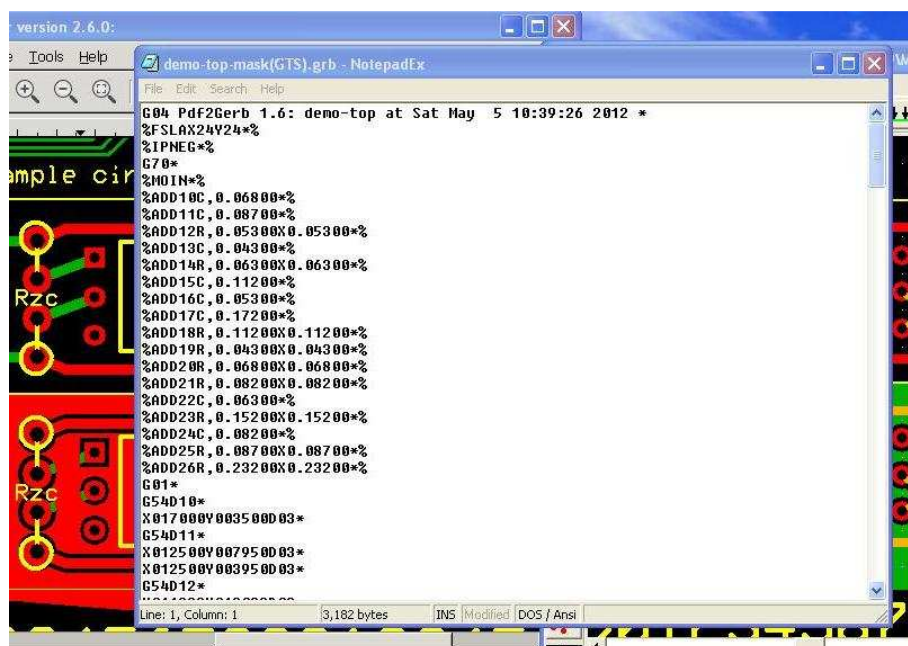 version 2.6.0:
Tools Help
demo-top-mask(GTS).grb - NotepadEx
File Edit Search Help
G04 Pdf2Gerb 1.6: demo-top at Sat May  5 10:39:26 2012 *
%FSLAX24Y24*%
%IPNEG*%
G70*
%MOIN*%
%ADD10C,0.06800*%
%ADD11C,0.08700*%
%ADD12R,0.05300X0.05300*%
%ADD13C,0.04300*%
%ADD14R,0.06300X0.06300*%
%ADD15C,0.11200*%
%ADD16C,0.05300*%
%ADD17C,0.17200*%
%ADD18R,0.11200X0.11200*%
%ADD19R,0.04300X0.04300*%
%ADD20R,0.06800X0.06800*%
%ADD21R,0.08200X0.08200*%
%ADD22C,0.06300*%
%ADD23R,0.15200X0.15200*%
%ADD24C,0.08200*%
%ADD25R,0.08700X0.08700*%
%ADD26R,0.23200X0.23200*%
G01*
G54D10*
X017000Y003500D03*
G54D11*
X012500Y007950D03*
X012500Y003950D03*
G54D12*
Line: 1, Column: 1 3,182 bytes INS Modified DOS / Ansi
ample cir
Rzc
Rzc